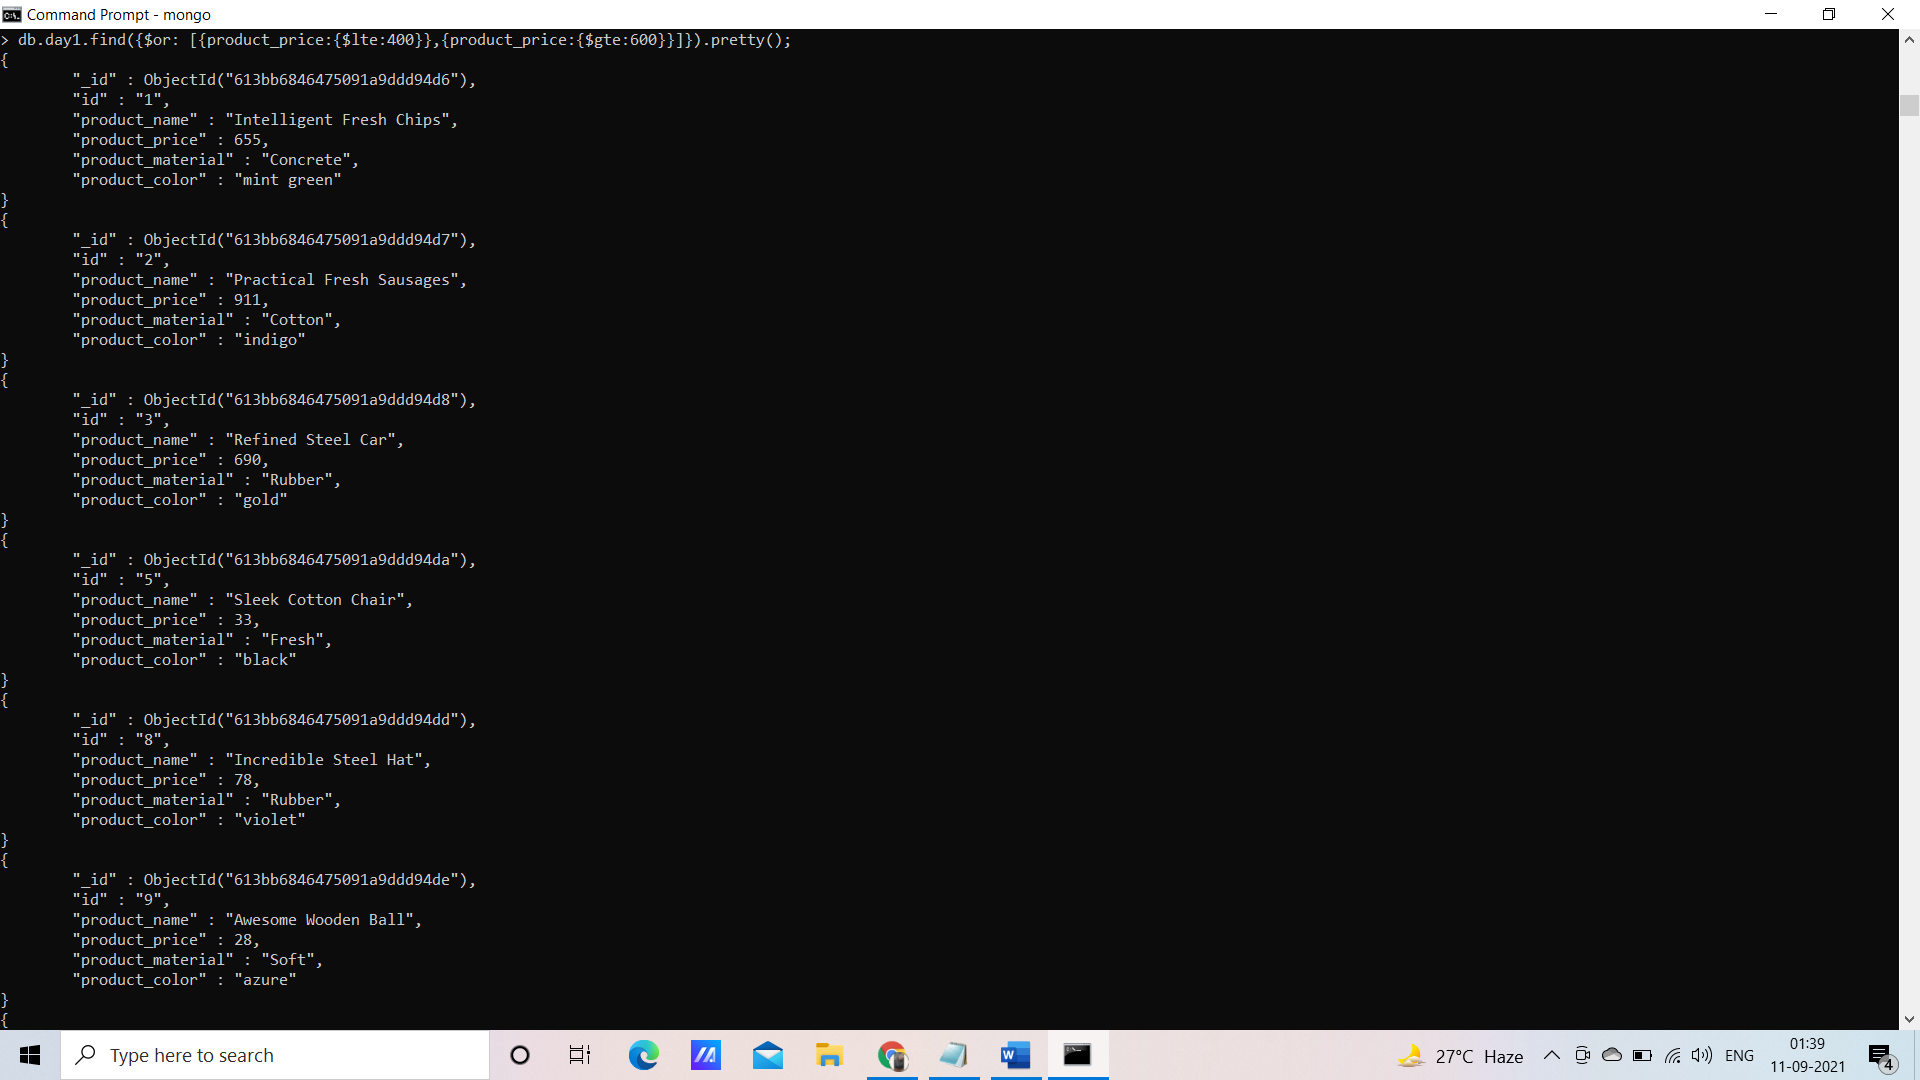 Command Prompt - mongo
> db.day1.find({$or: [{product_price:{$lte:400}},{product_price:{$gte:600}}]}).pretty();
{
"_id" : ObjectId("613bb6846475091a9ddd94d6"),
"id" : "1",
"product_name" : "Intelligent Fresh Chips",
"product_price" : 655,
"product_material" : "Concrete",
"product_color" : "mint green"
}
{
"_id" : ObjectId("613bb6846475091a9ddd94d7"),
"id" : "2",
"product_name" : "Practical Fresh Sausages",
"product_price" : 911,
"product_material" : "Cotton",
"product_color" : "indigo"
}
{
"_id" : ObjectId("613bb6846475091a9ddd94d8"),
"id" : "3",
"product_name" : "Refined Steel Car",
"product_price" : 690,
"product_material" : "Rubber",
"product_color" : "gold"
}
{
"_id" : ObjectId("613bb6846475091a9ddd94da"),
"id" : "5",
"product_name" : "Sleek Cotton Chair",
"product_price" : 33,
"product_material" : "Fresh",
"product_color" : "black"
}
{
"_id" : ObjectId("613bb6846475091a9ddd94dd"),
"id" : "8",
"product_name" : "Incredible Steel Hat",
"product_price" : 78,
"product_material" : "Rubber",
"product_color" : "violet"
}
{
"_id" : ObjectId("613bb6846475091a9ddd94de"),
"id" : "9",
"product_name" : "Awesome Wooden Ball",
"product_price" : 28,
"product_material" : "Soft",
"product_color" : "azure"
}
{
Type here to search
27°C Haze
ENG
01:39
11-09-2021
4